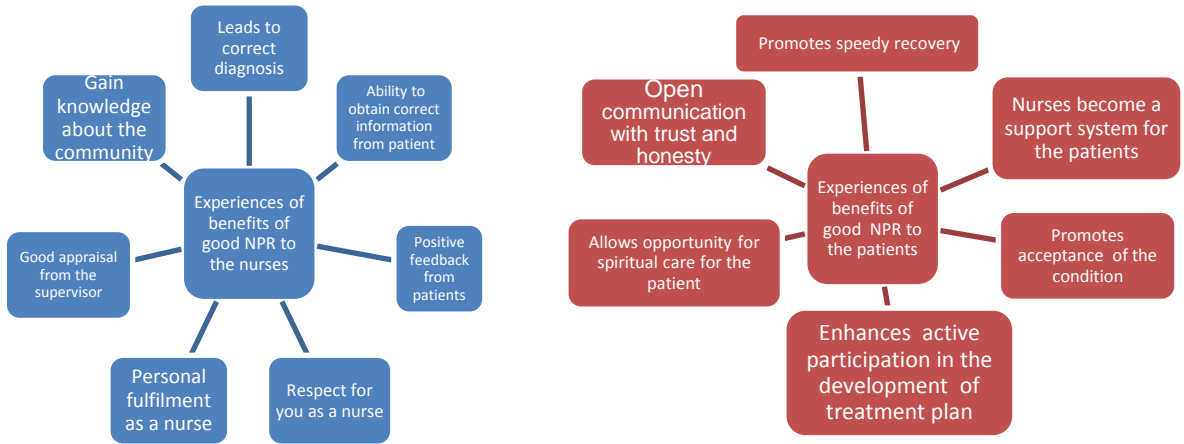 Leads to
correct
diagnosis
Gain
knowledge
about the
community
Ability to
obtain correct
information
from patient
Experiences of
benefits of
good NPR to
the nurses
Good appraisal
from the
supervisor
Positive
feedback
from
patients
Personal
fulfilment
as a nurse
Respect for
you as a nurse
Promotes speedy recovery
Open
communication
with trust and
honesty
Nurses become a
support system for
the patients
Experiences of
benefits of
good NPR to
the patients
Allows opportunity for
spiritual care for the
patient
Promotes
acceptance of the
condition
Enhances active
participation in the
development of
treatment plan